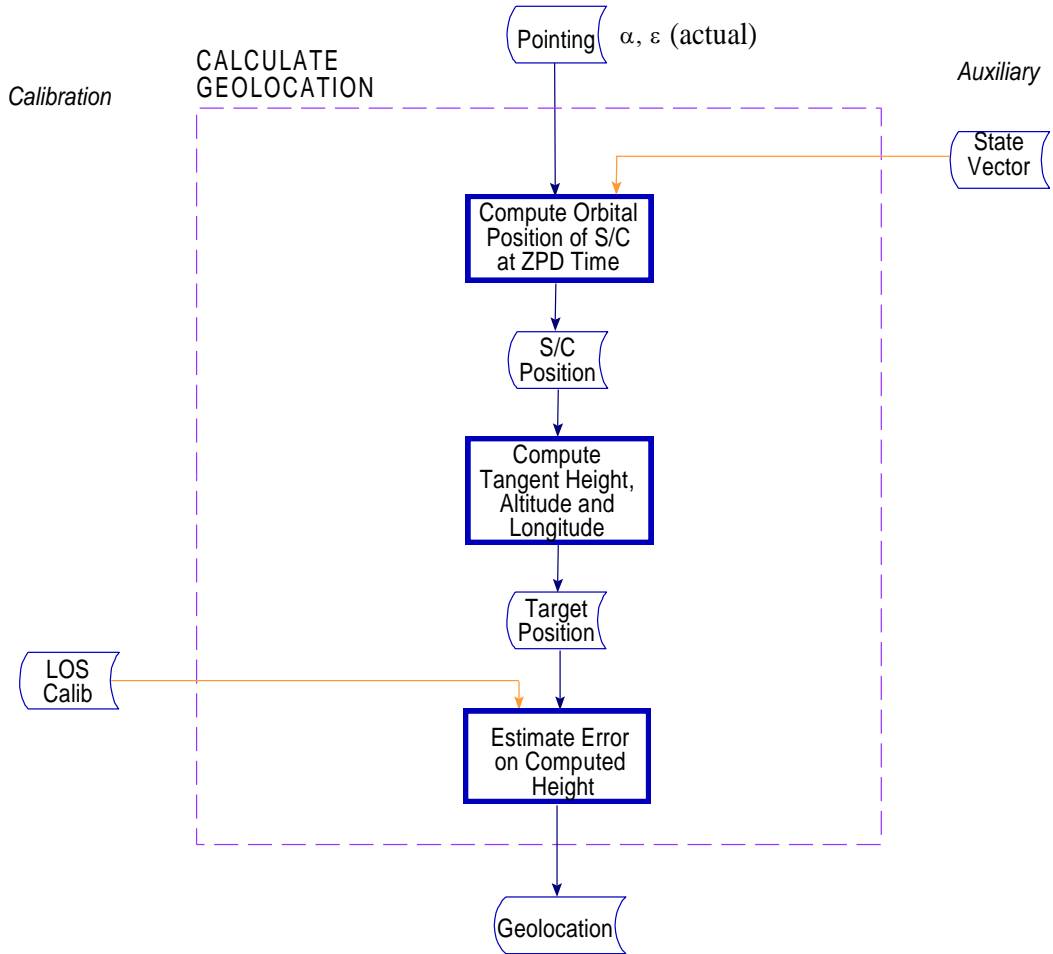 Pointing α, ε (actual)
CALCULATE
GEOLOCATION
Calibration
Auxiliary
State
Vector
Compute Orbital
Position of S/C
at ZPD Time
S/C
Position
Compute
Tangent Height,
Altitude and
Longitude
Target
Position
LOS
Calib
Estimate Error
on Computed
Height
Geolocation